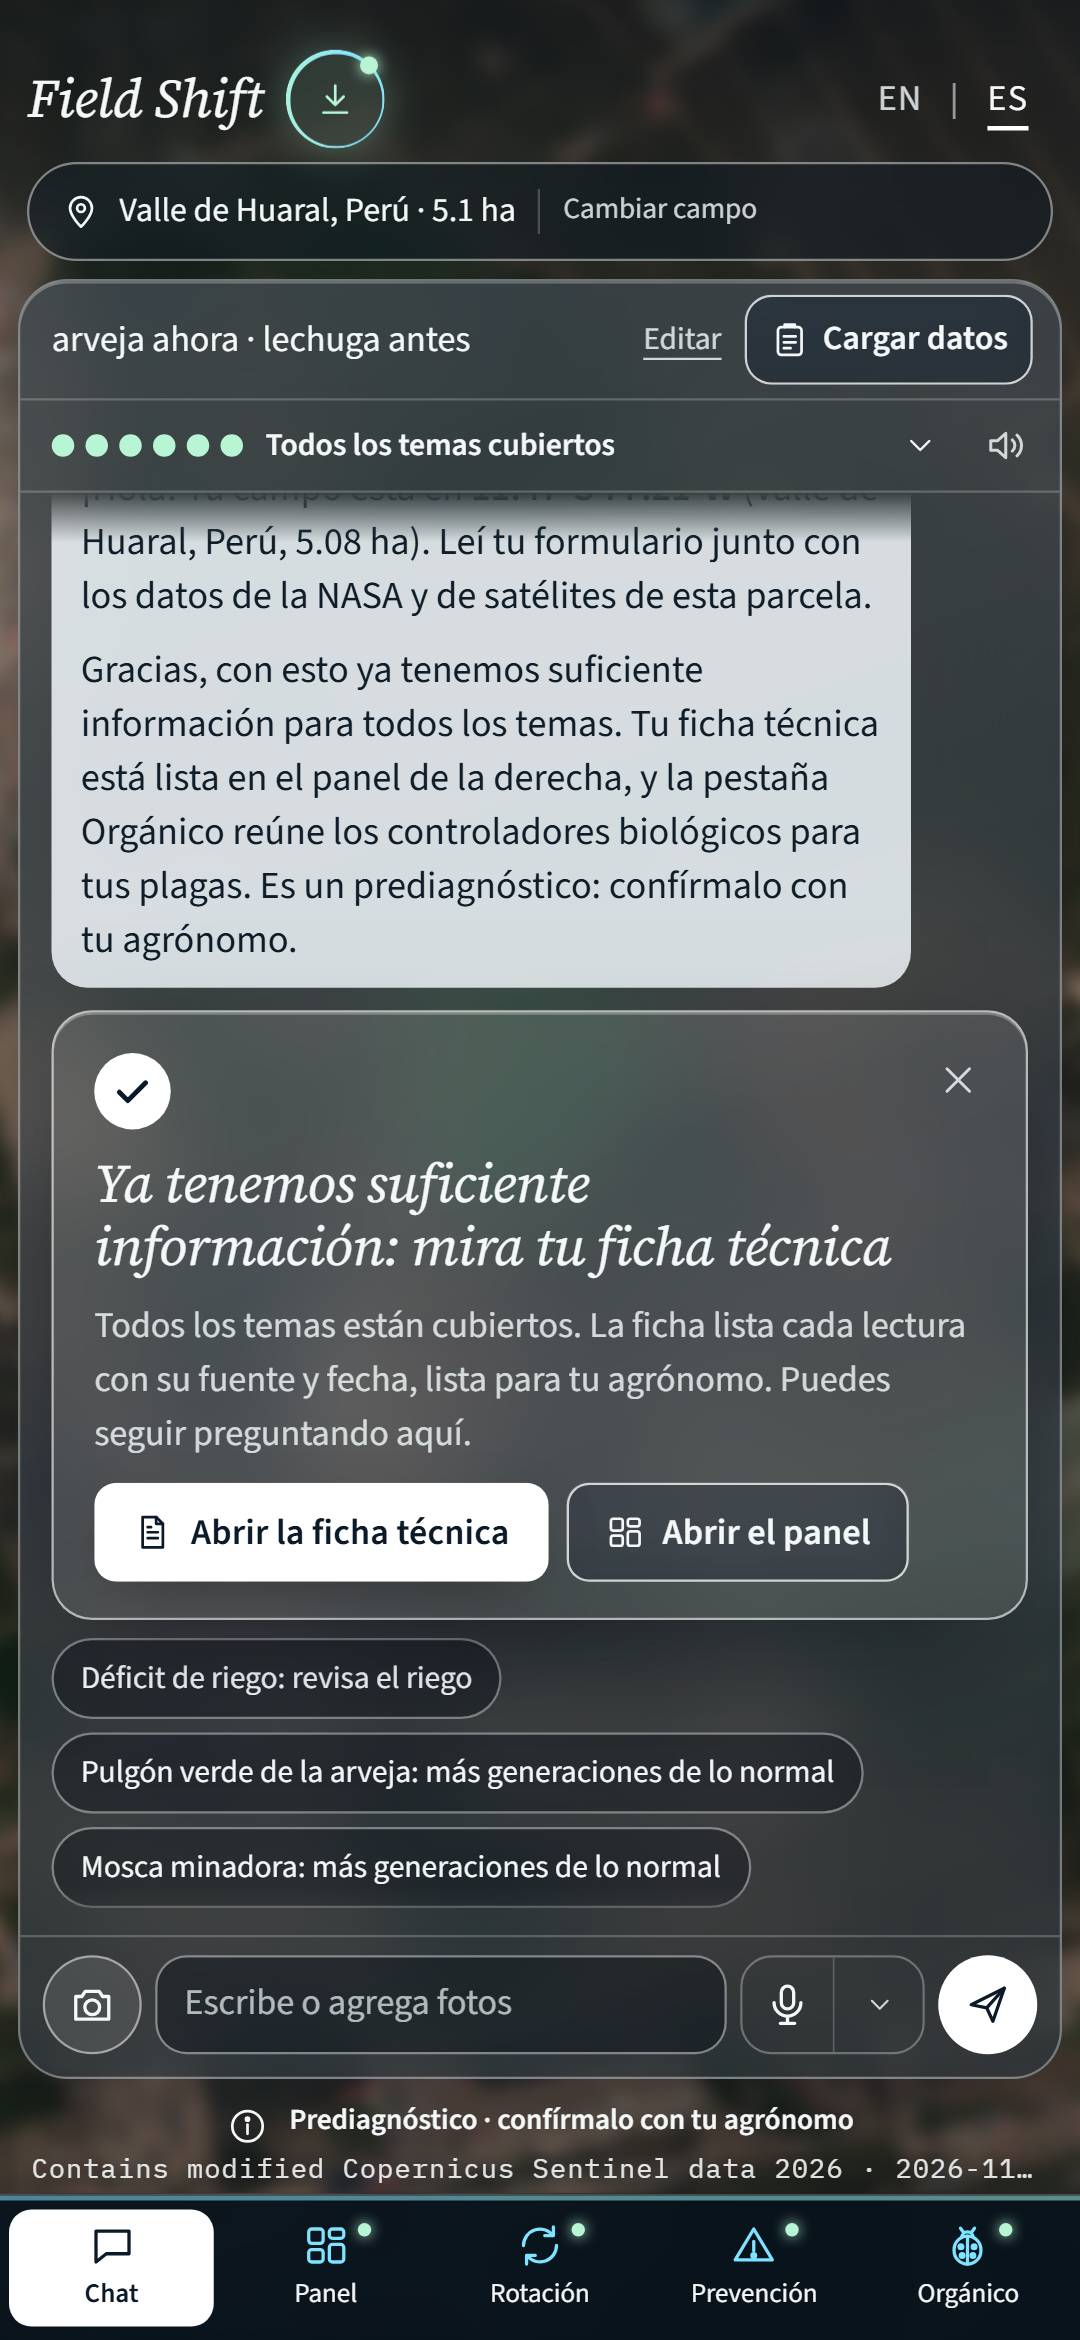 Field Shift
EN | ES
Valle de Huaral, Perú · 5.1 ha
Cambiar campo
arveja ahora · lechuga antes
Editar
Cargar datos
Todos los temas cubiertos
Huaral, Perú, 5.08 ha). Leí tu formulario junto con
los datos de la NASA y de satélites de esta parcela.
Gracias, con esto ya tenemos suficiente
información para todos los temas. Tu ficha técnica
está lista en el panel de la derecha, y la pestaña
Orgánico reúne los controladores biológicos para
tus plagas. Es un prediagnóstico: confírmalo con
tu agrónomo.
Ya tenemos suficiente
información: mira tu ficha técnica
Todos los temas están cubiertos. La ficha lista cada lectura
con su fuente y fecha, lista para tu agrónomo. Puedes
seguir preguntando aquí.
Abrir la ficha técnica
Abrir el panel
Déficit de riego: revisa el riego
Pulgón verde de la arveja: más generaciones de lo normal
Mosca minadora: más generaciones de lo normal
Escribe o agrega fotos
Prediagnóstico · confírmalo con tu agrónomo
Contains modified Copernicus Sentinel data 2026 · 2026-11…
Chat
Panel
Rotación
Prevención
Orgánico